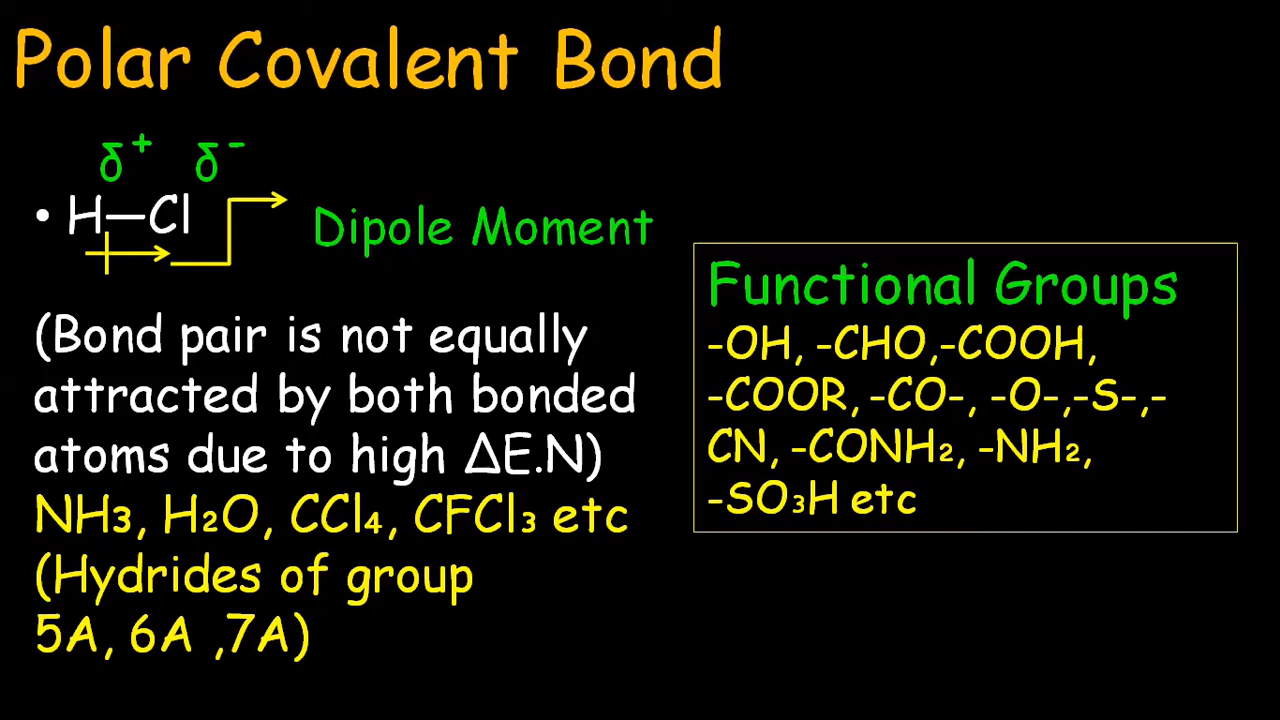 Polar Covalent Bond
δ⁺ δ⁻
• H—Cl
Dipole Moment
(Bond pair is not equally
attracted by both bonded
atoms due to high ΔE.N)
NH₃, H₂O, CCl₄, CFCl₃ etc
(Hydrides of group
5A, 6A ,7A)
Functional Groups
-OH, -CHO,-COOH,
-COOR, -CO-, -O-,-S-,-
CN, -CONH₂, -NH₂,
-SO₃H etc